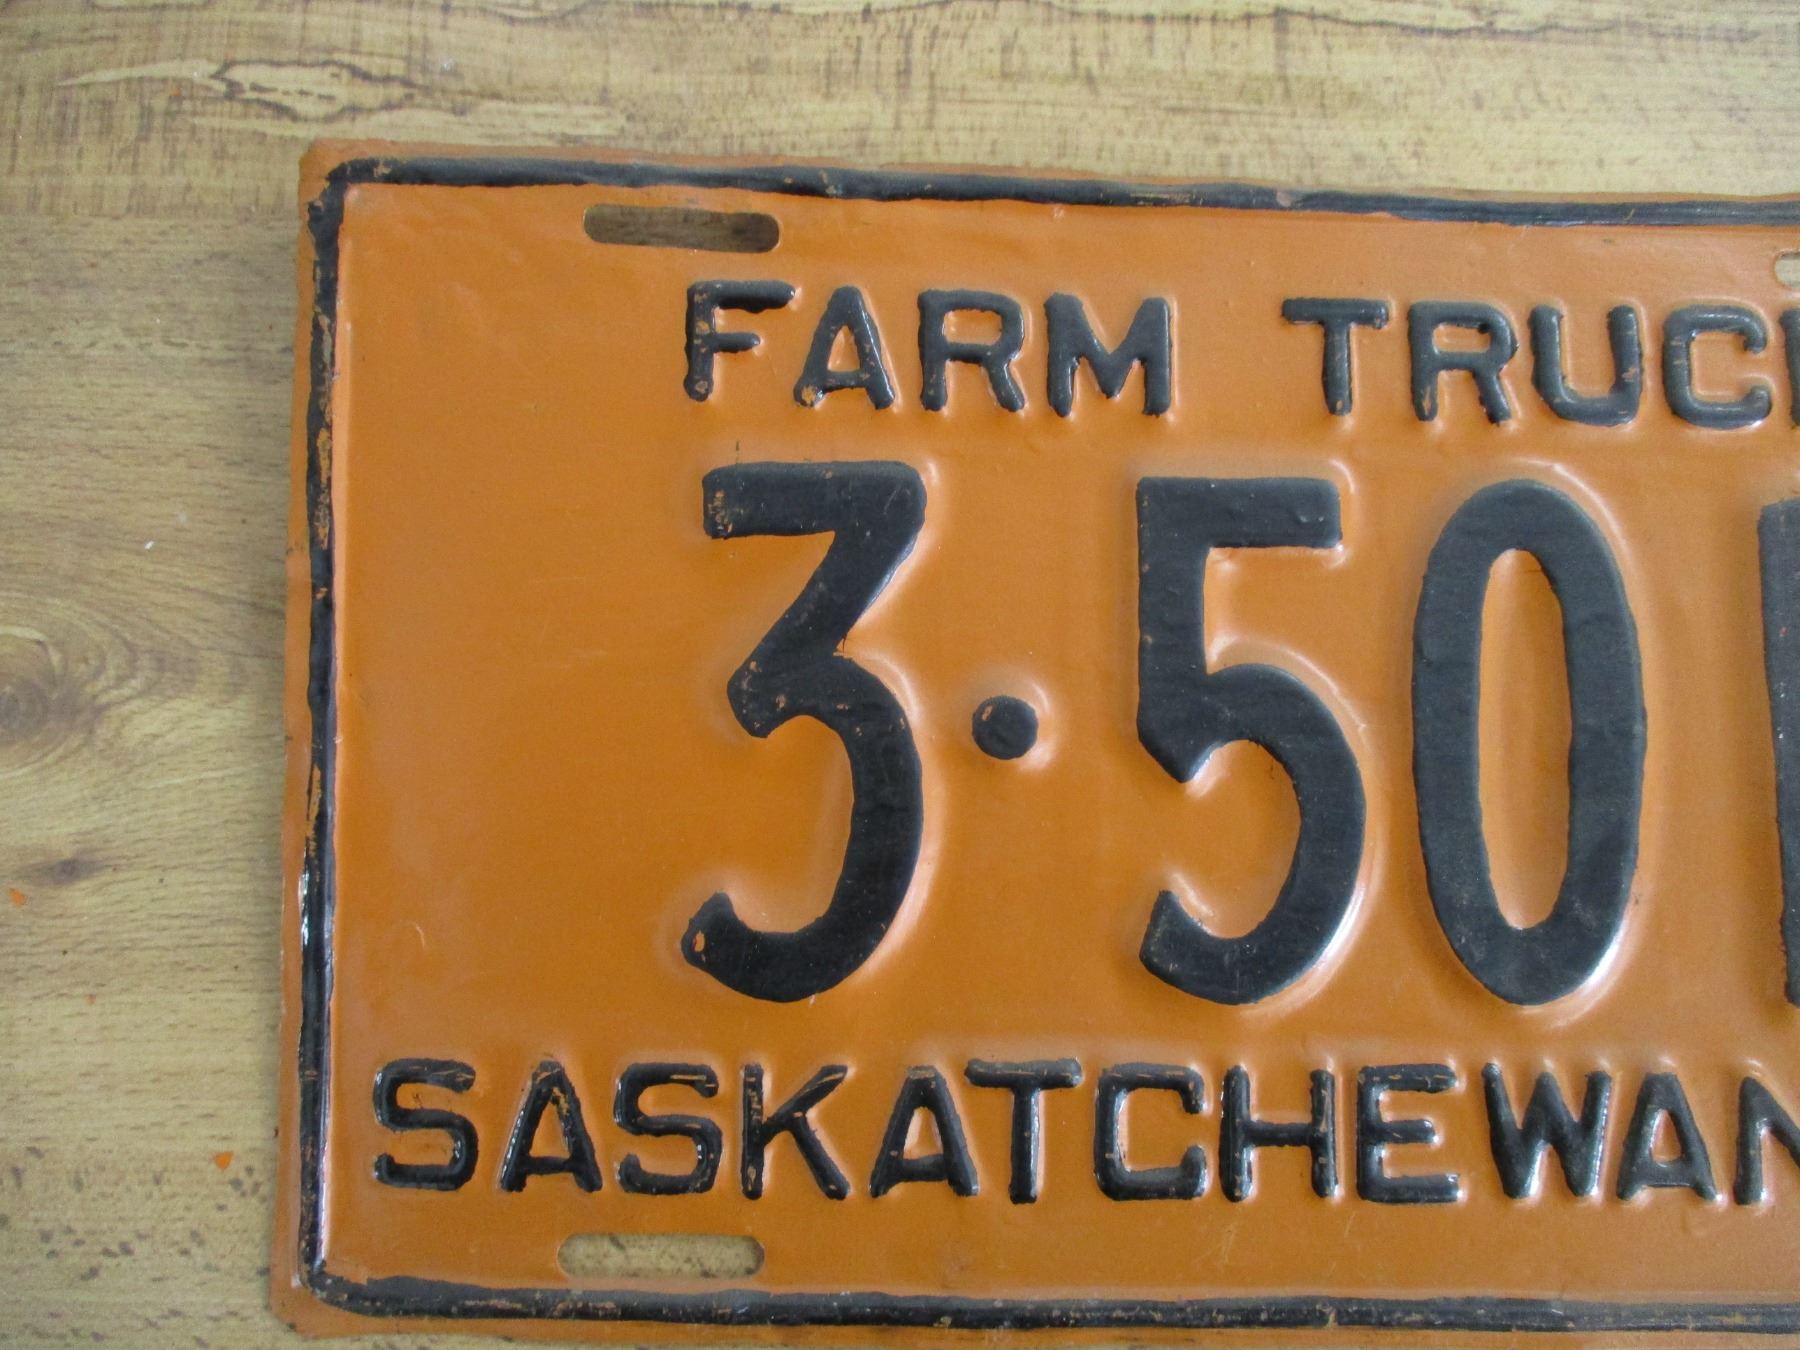 FARM TRUC
3·50
SASKATCHEWAN